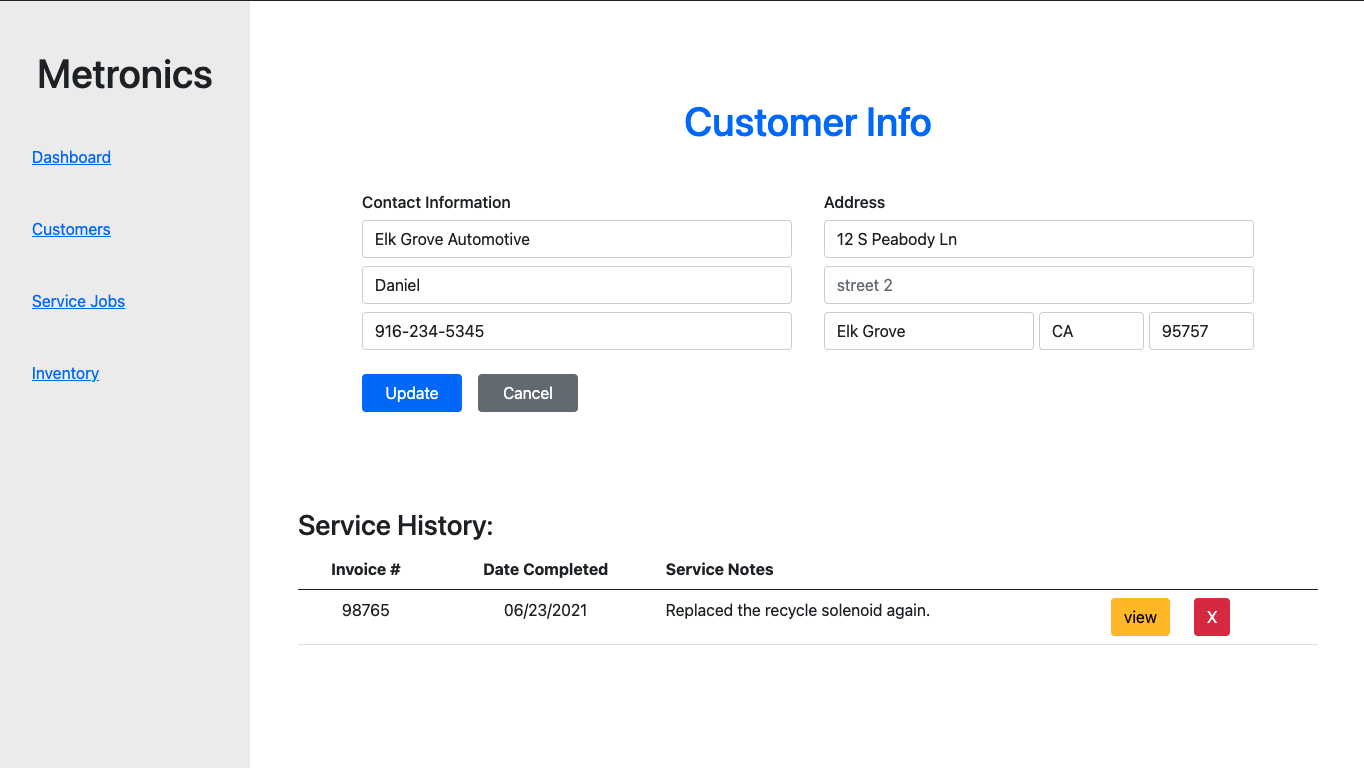 Metronics
Dashboard
Customers
Service Jobs
Inventory
Customer Info
Contact Information
Elk Grove Automotive
Daniel
916-234-5345
Address
12 S Peabody Ln
street 2
Elk Grove CA 95757
Update Cancel
Service History:
Invoice # Date Completed Service Notes
98765 06/23/2021 Replaced the recycle solenoid again. view X